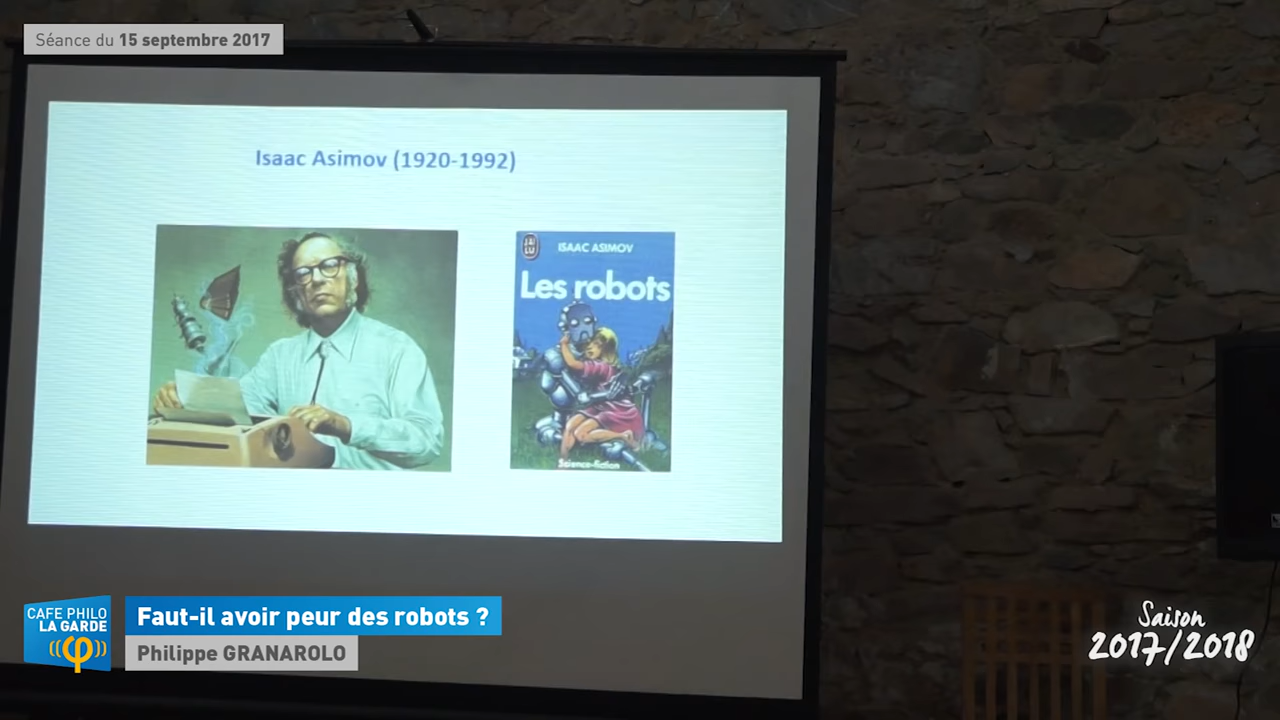 Séance du 15 septembre 2017
Isaac Asimov (1920-1992)
J'AI
LU
ISAAC ASIMOV
Les robots
Science-fiction
CAFE PHILO
LA GARDE
((φ))
Faut-il avoir peur des robots ?
Philippe GRANAROLO
Saison
2017/2018